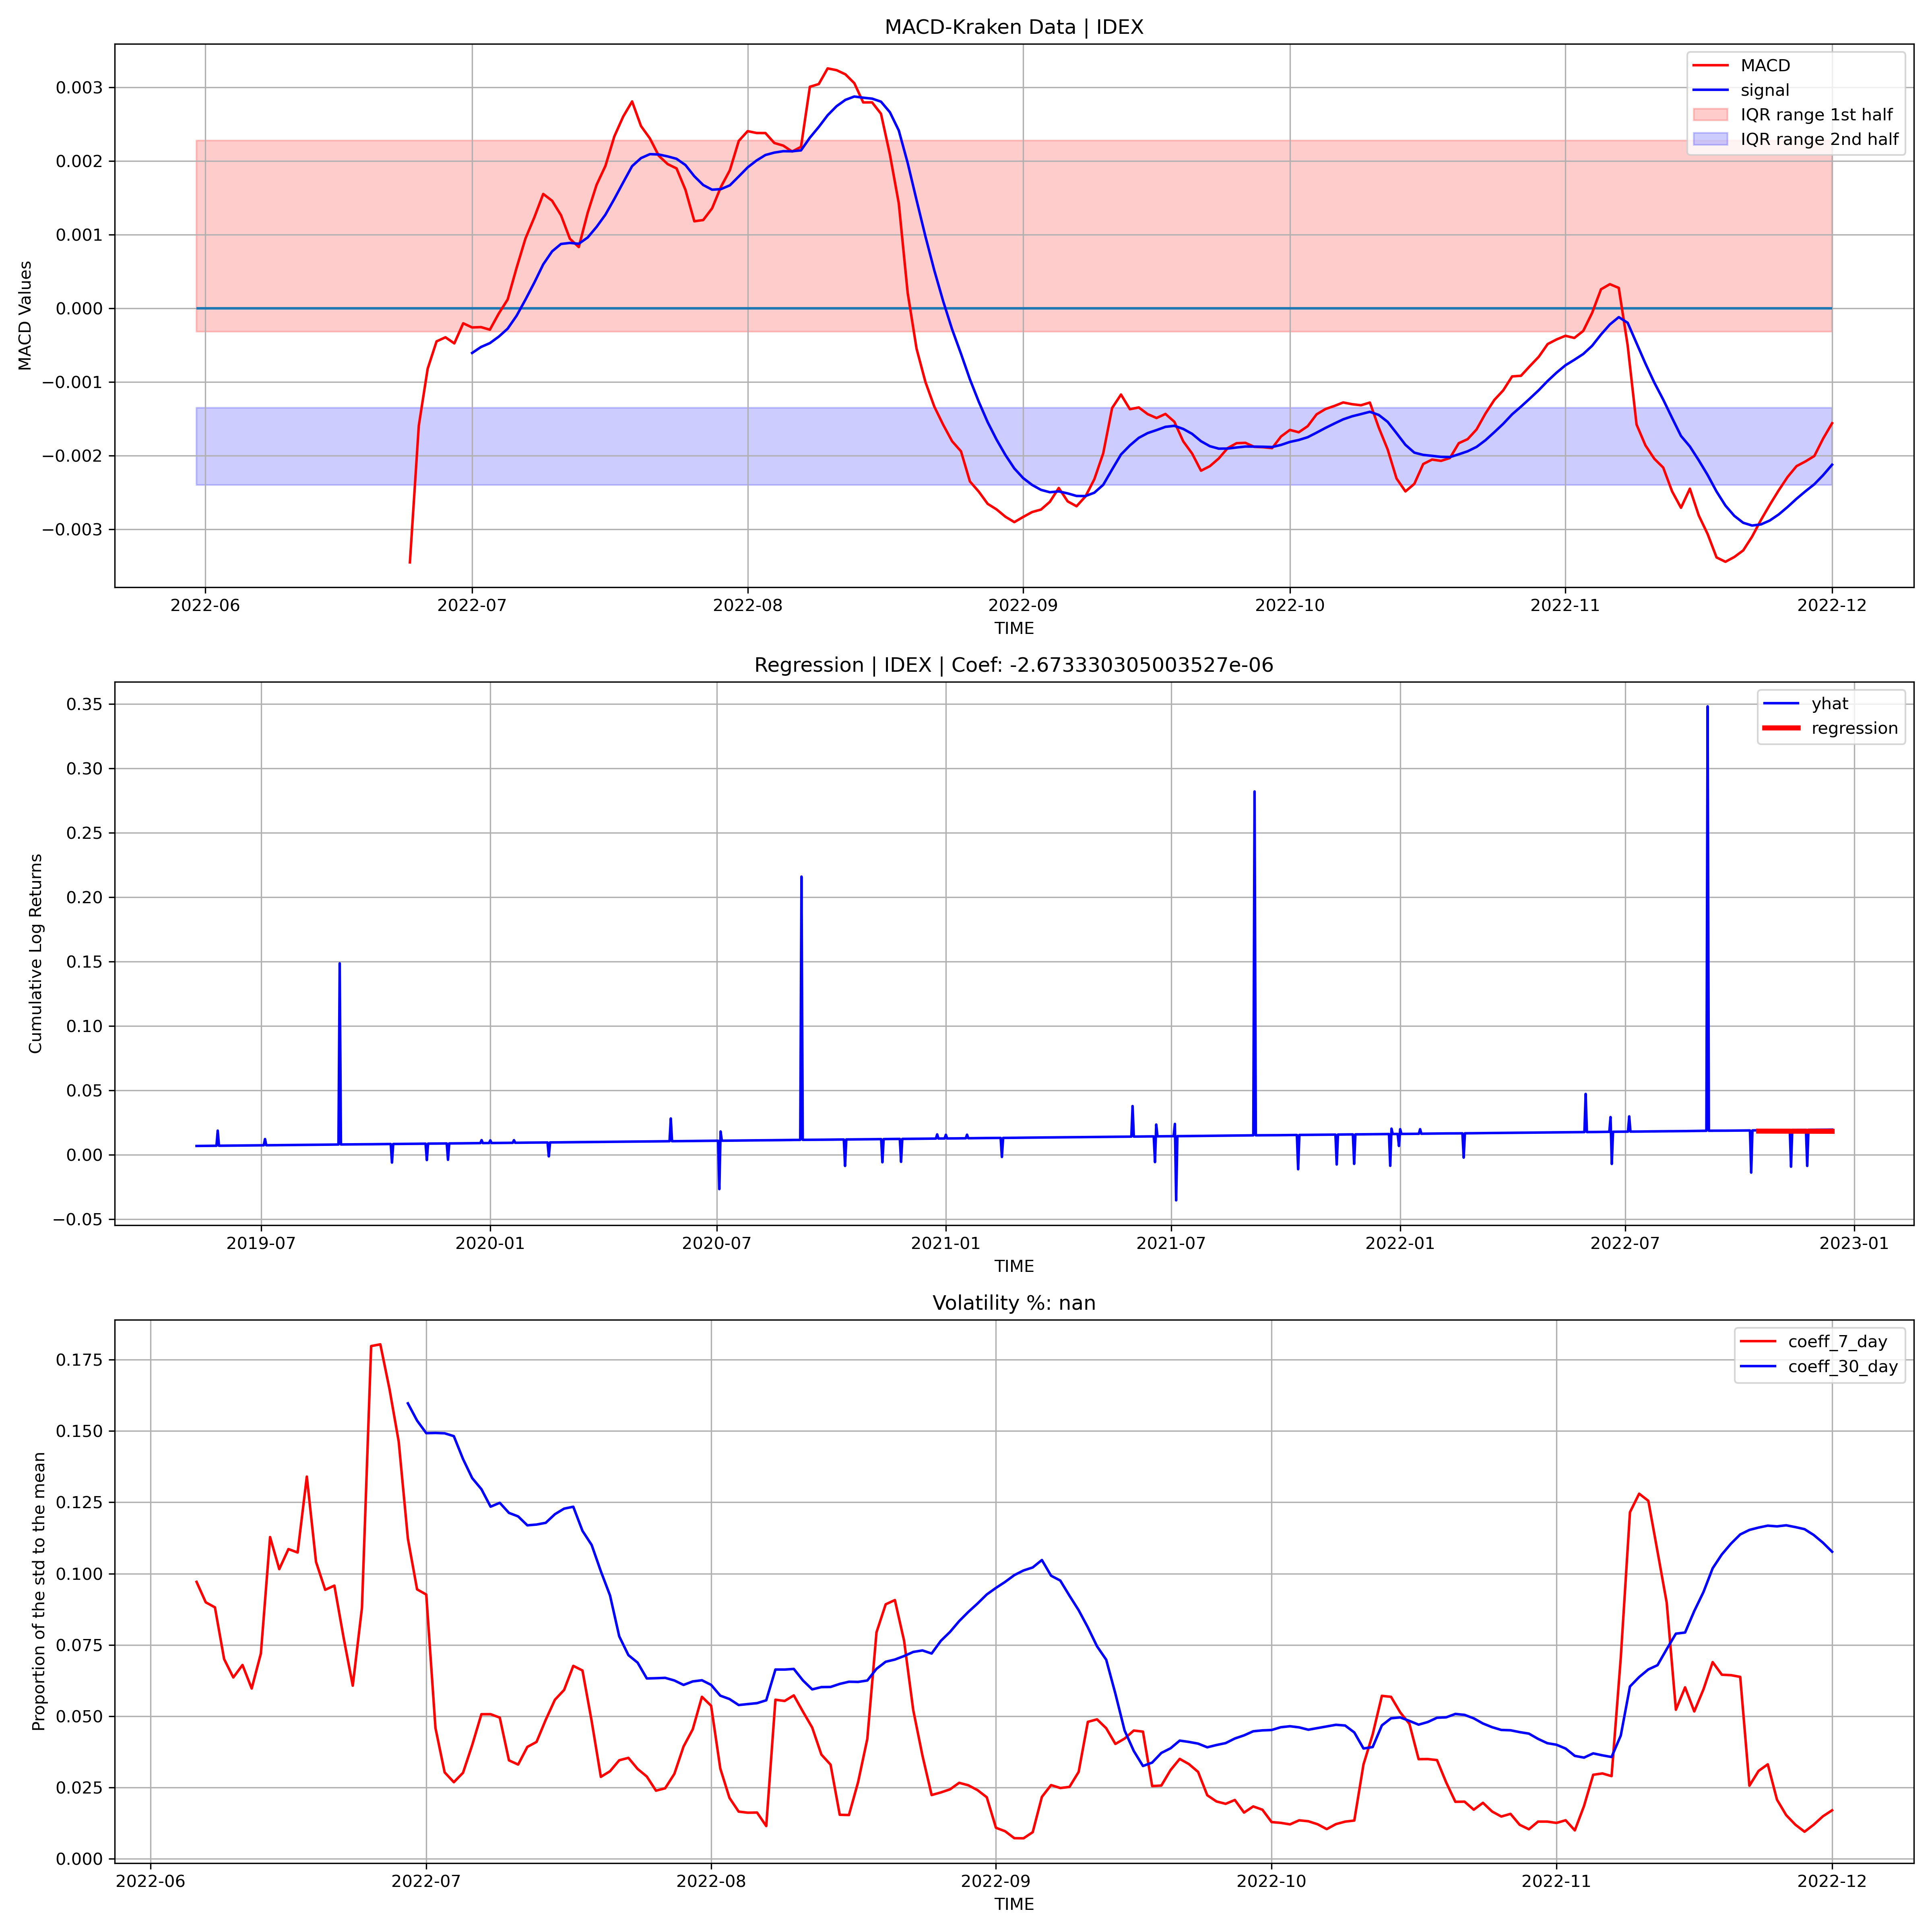 MACD-Kraken Data | IDEX
MACD
signal
IQR range 1st half
IQR range 2nd half
MACD Values
0.003
0.002
0.001
0.000
−0.001
−0.002
−0.003
2022-06 2022-07 2022-08 2022-09 2022-10 2022-11 2022-12
TIME
Regression | IDEX | Coef: -2.673330305003527e-06
yhat
regression
Cumulative Log Returns
0.35
0.30
0.25
0.20
0.15
0.10
0.05
0.00
−0.05
2019-07 2020-01 2020-07 2021-01 2021-07 2022-01 2022-07 2023-01
TIME
Volatility %: nan
coeff_7_day
coeff_30_day
Proportion of the std to the mean
0.175
0.150
0.125
0.100
0.075
0.050
0.025
0.000
2022-06 2022-07 2022-08 2022-09 2022-10 2022-11 2022-12
TIME